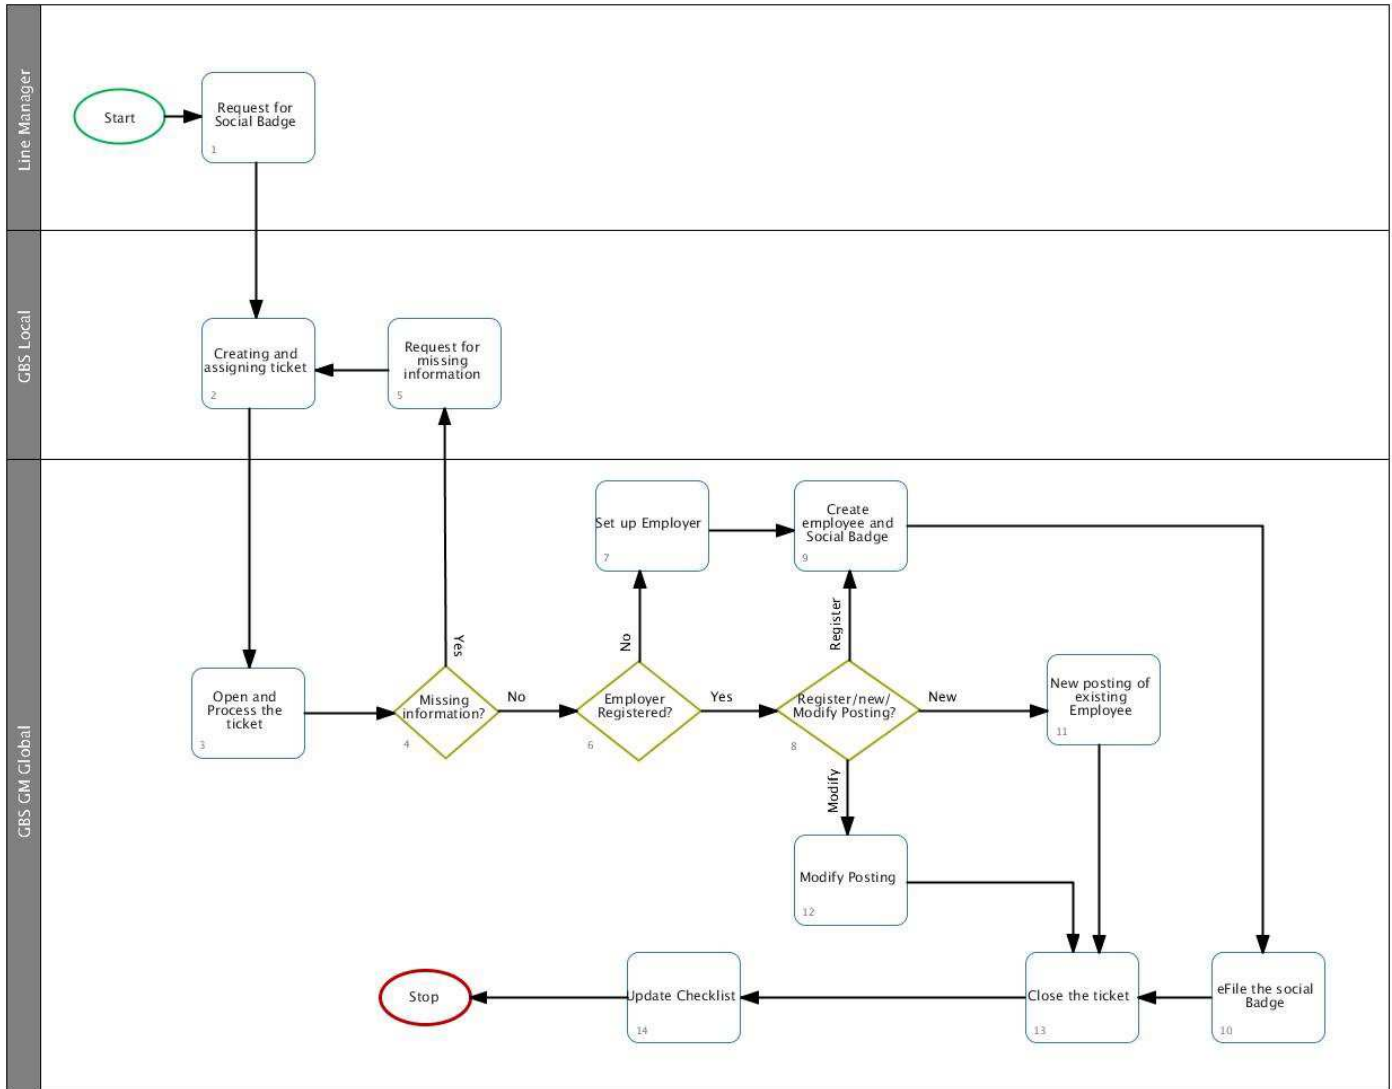 Line Manager
Start
Request for
Social Badge
1
GBS Local
Creating and
assigning ticket
2
Request for
missing
information
5
GBS GM Global
Set up Employer
7
Create
employee and
Social Badge
9
No
Register
Yes
Open and
Process the
ticket
3
Missing
information?
4
No
Employer
Registered?
6
Yes
Register/new/
Modify Posting?
8
New
New posting of
existing
Employee
11
Modify
Modify Posting
12
Stop
Update Checklist
14
Close the ticket
13
eFile the social
Badge
10